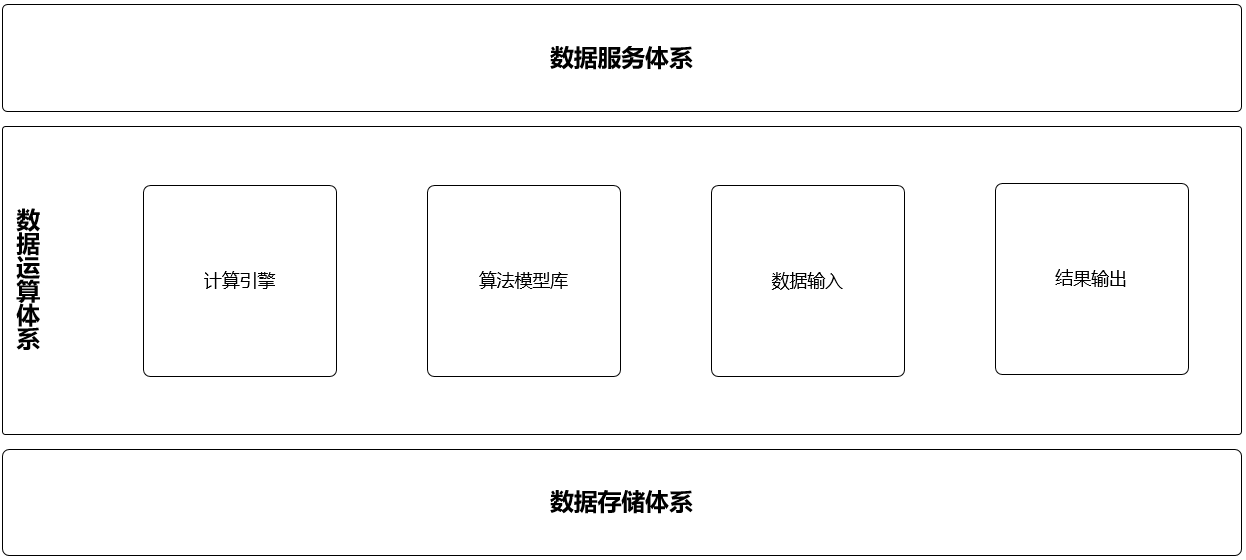 数据服务体系
数据运算体系
计算引擎
算法模型库
数据输入
结果输出
数据存储体系